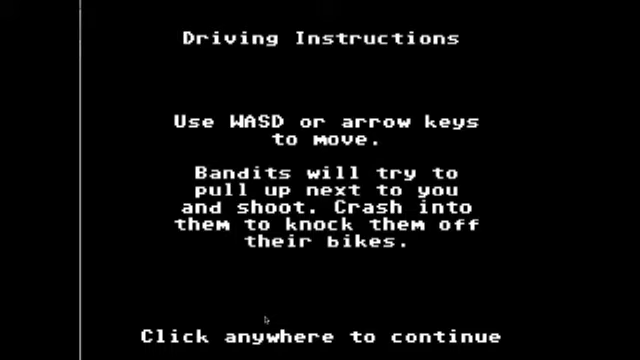 Driving Instructions
Use WASD or arrow keys
to move.
Bandits will try to
pull up next to you
and shoot. Crash into
them to knock them off
their bikes.
Click anywhere to continue